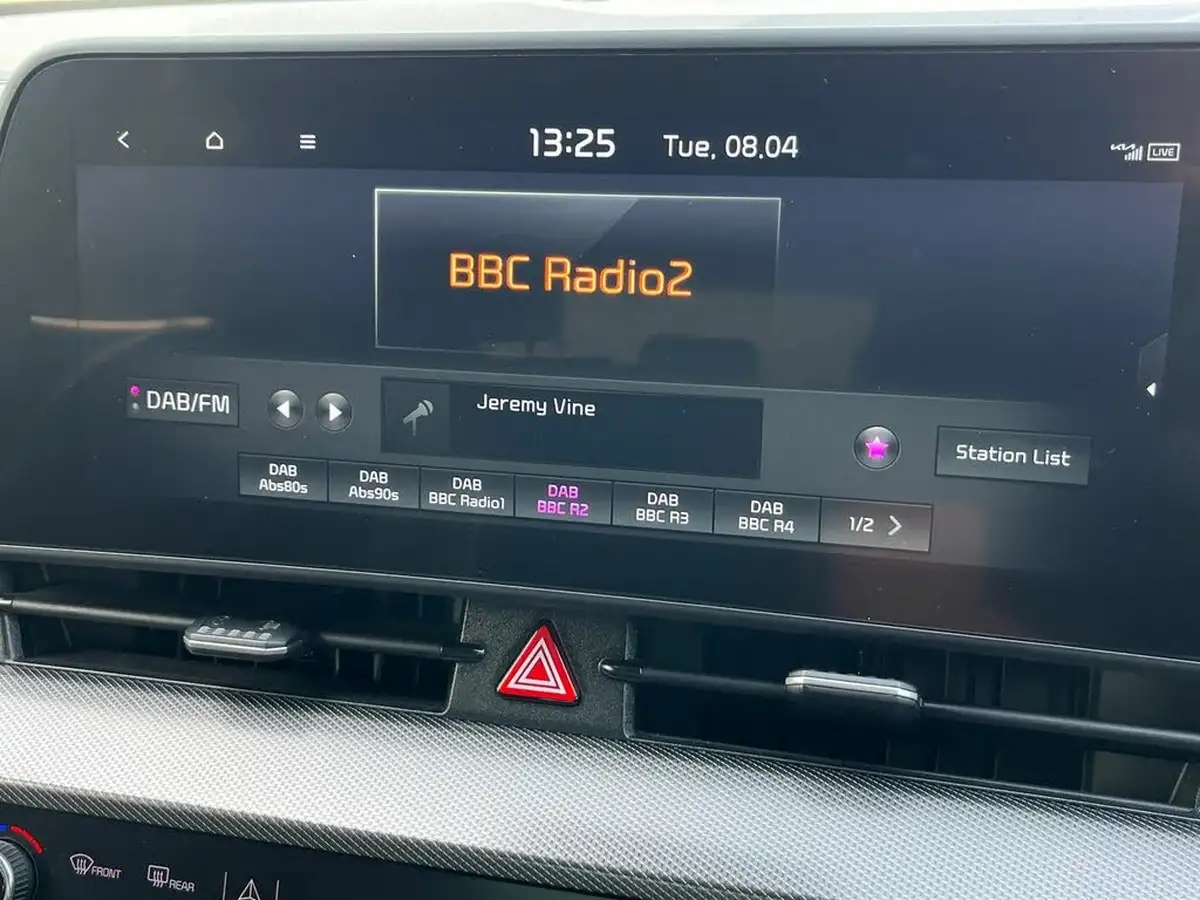 13:25 Tue, 08.04 LIVE
BBC Radio2
DAB/FM
Jeremy Vine
Station List
DAB
Abs80s
DAB
Abs90s
DAB
BBC Radio1
DAB
BBC R2
DAB
BBC R3
DAB
BBC R4
1/2
FRONT
REAR